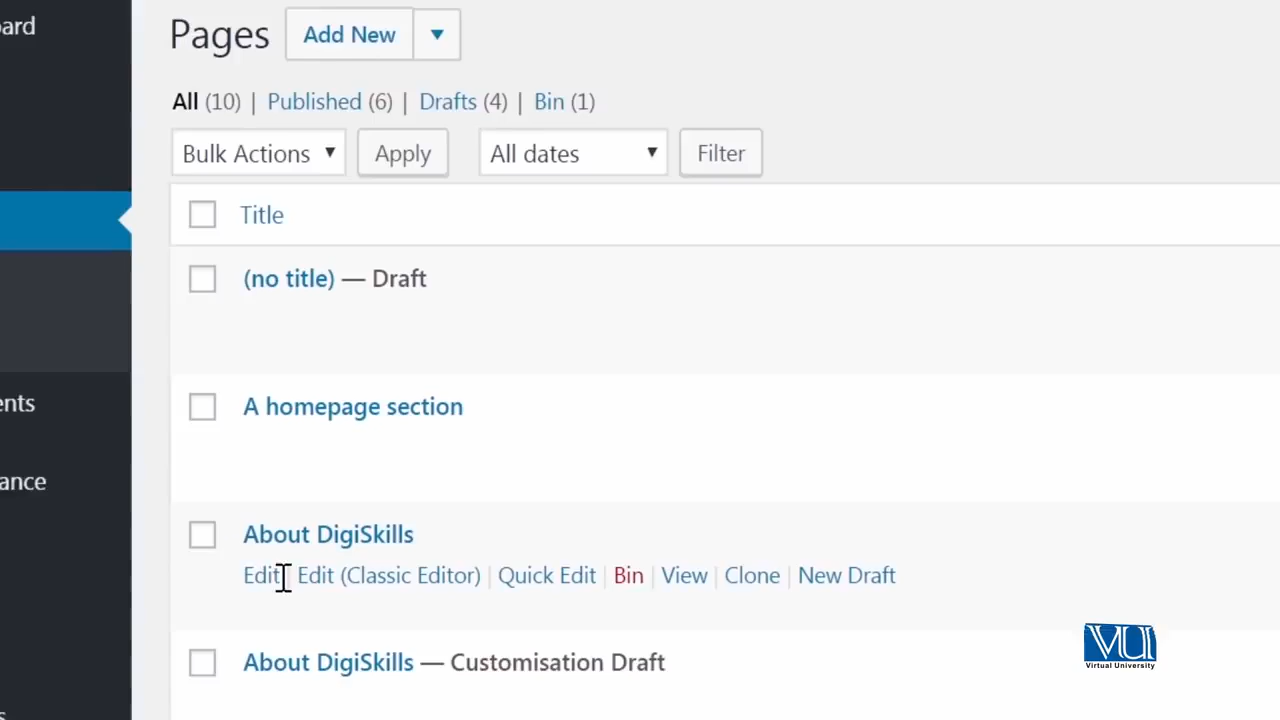 ard
Pages Add New
All (10) | Published (6) | Drafts (4) | Bin (1)
Bulk Actions Apply All dates Filter
Title
(no title) — Draft
ents
A homepage section
ance
About DigiSkills
Edit | Edit (Classic Editor) | Quick Edit | Bin | View | Clone | New Draft
About DigiSkills — Customisation Draft
VU
Virtual University
s